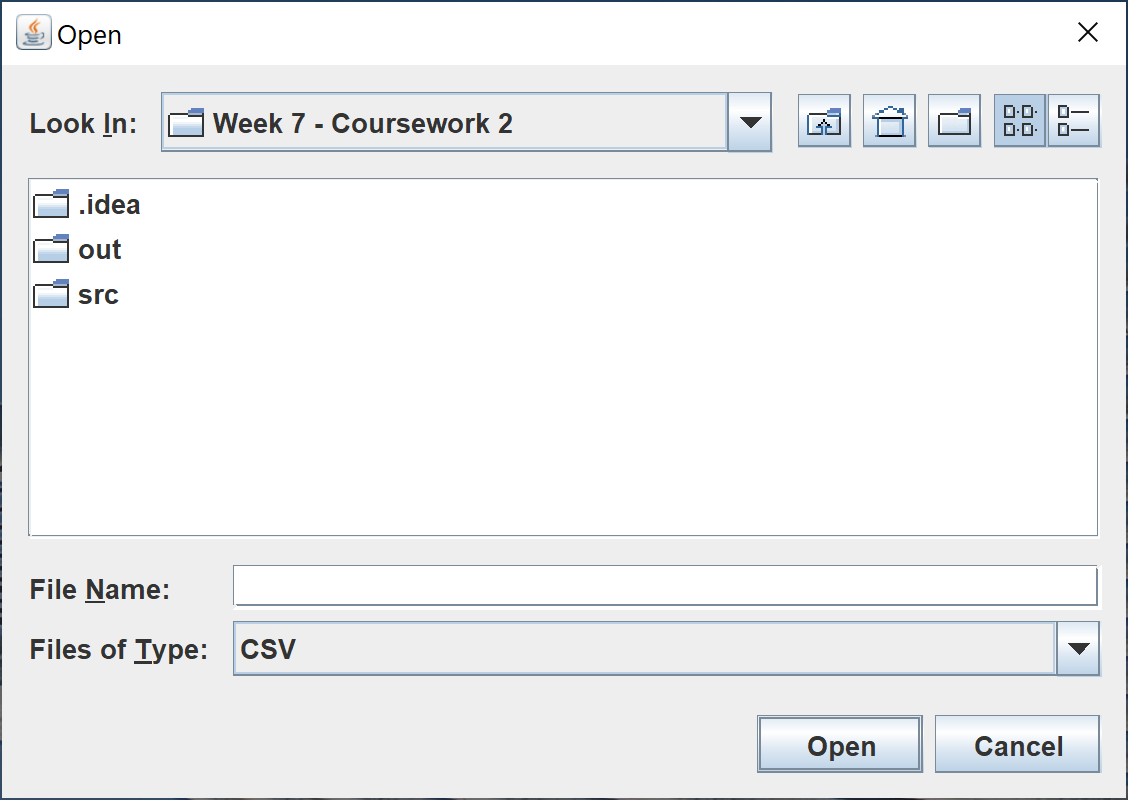 Open
Look In: Week 7 - Coursework 2
.idea
out
src
File Name:
Files of Type: CSV
Open Cancel